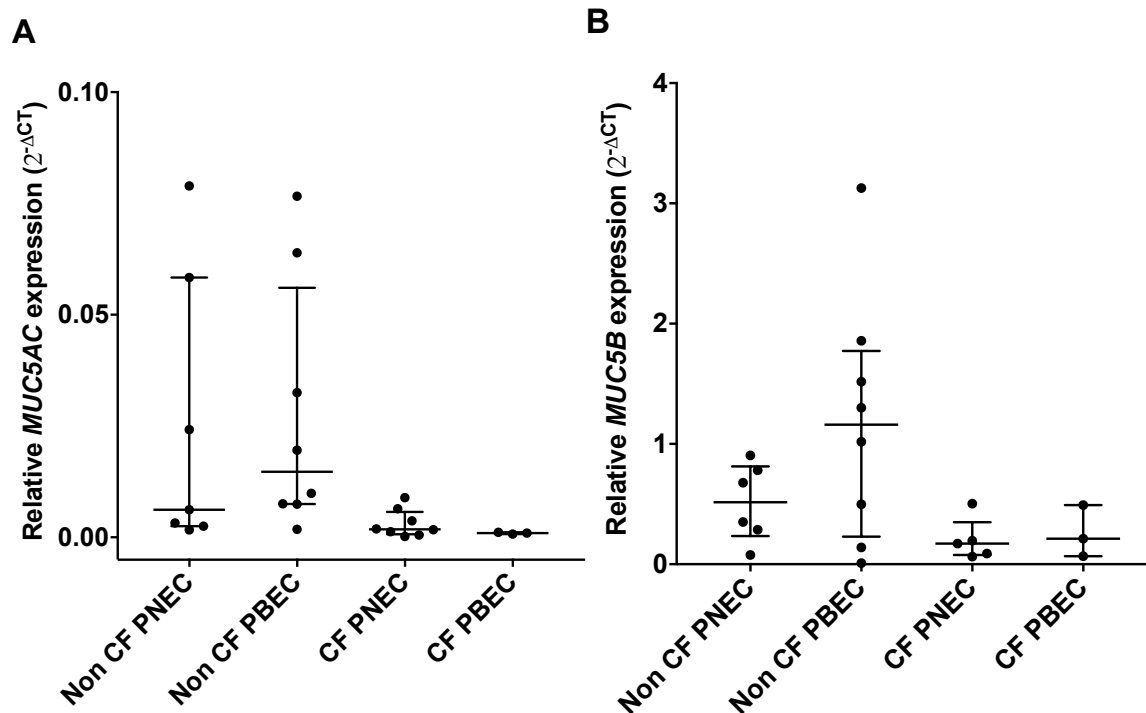 A
Relative MUC5AC expression (2-ΔCT)
0.10
0.05
0.00
Non CF PNEC
Non CF PBEC
CF PNEC
CF PBEC
B
Relative MUC5B expression (2-ΔCT)
4
3
2
1
0
Non CF PNEC
Non CF PBEC
CF PNEC
CF PBEC